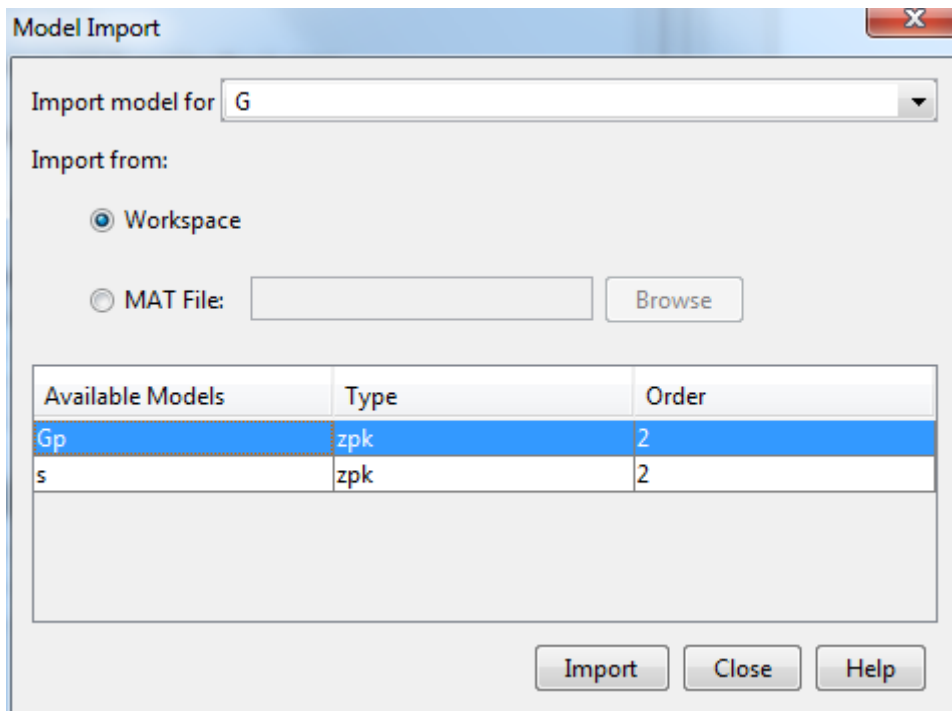 Model Import
Import model for G
Import from:
Workspace
MAT File: Browse
Available Models Type Order
Gp zpk 2
s zpk 2
Import Close Help